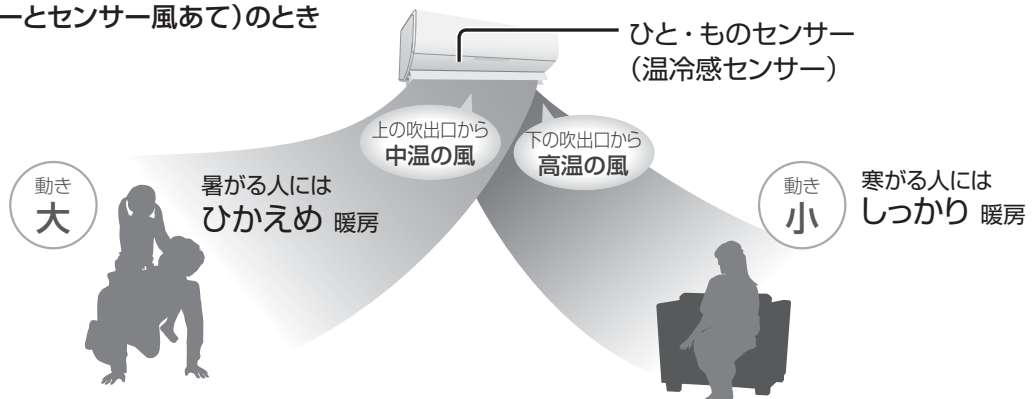 ーとセンサー風あて)のとき
ひと・ものセンサー
(温冷感センサー)
上の吹出口から
中温の風
下の吹出口から
高温の風
動き
大
暑がる人には
ひかえめ 暖房
動き
小
寒がる人には
しっかり 暖房